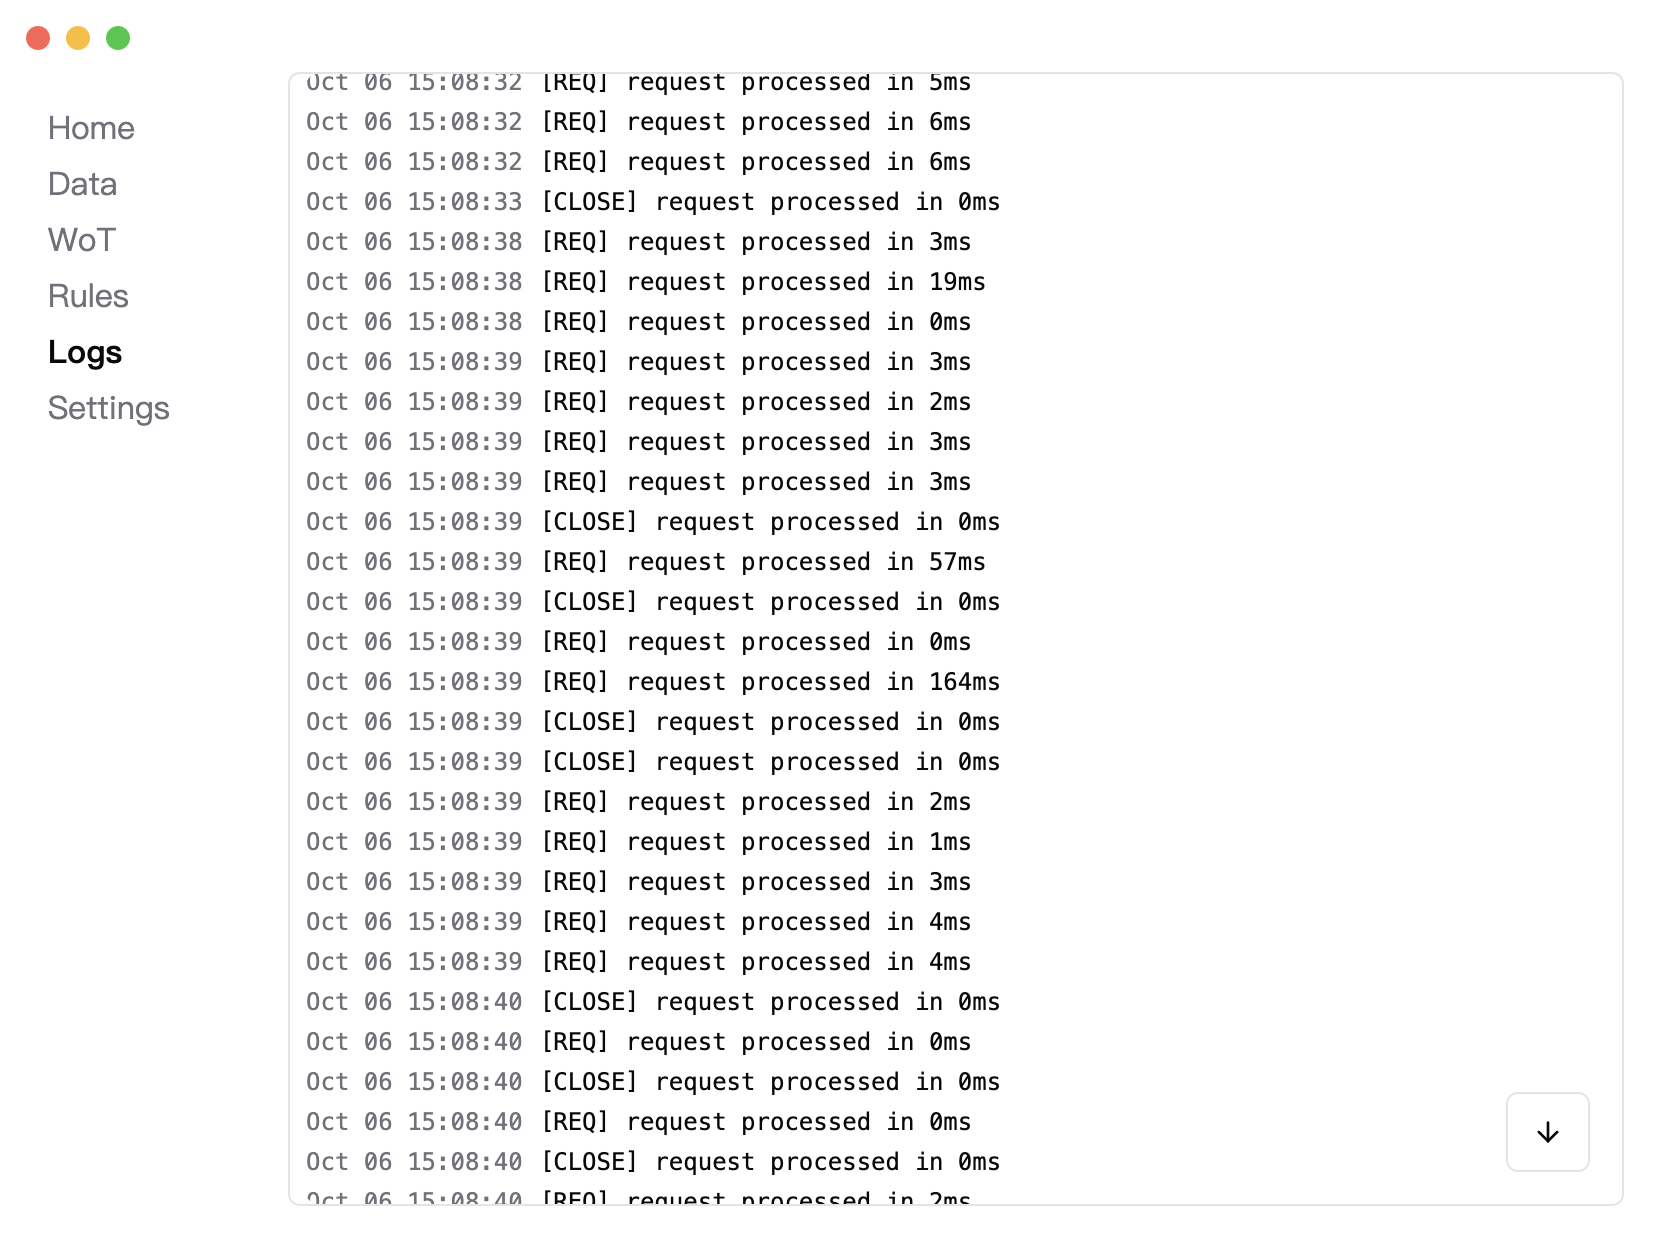 Home
Data
WoT
Rules
Logs
Settings
Oct 06 15:08:32 [REQ] request processed in 5ms
Oct 06 15:08:32 [REQ] request processed in 6ms
Oct 06 15:08:32 [REQ] request processed in 6ms
Oct 06 15:08:33 [CLOSE] request processed in 0ms
Oct 06 15:08:38 [REQ] request processed in 3ms
Oct 06 15:08:38 [REQ] request processed in 19ms
Oct 06 15:08:38 [REQ] request processed in 0ms
Oct 06 15:08:39 [REQ] request processed in 3ms
Oct 06 15:08:39 [REQ] request processed in 2ms
Oct 06 15:08:39 [REQ] request processed in 3ms
Oct 06 15:08:39 [REQ] request processed in 3ms
Oct 06 15:08:39 [CLOSE] request processed in 0ms
Oct 06 15:08:39 [REQ] request processed in 57ms
Oct 06 15:08:39 [CLOSE] request processed in 0ms
Oct 06 15:08:39 [REQ] request processed in 0ms
Oct 06 15:08:39 [REQ] request processed in 164ms
Oct 06 15:08:39 [CLOSE] request processed in 0ms
Oct 06 15:08:39 [CLOSE] request processed in 0ms
Oct 06 15:08:39 [REQ] request processed in 2ms
Oct 06 15:08:39 [REQ] request processed in 1ms
Oct 06 15:08:39 [REQ] request processed in 3ms
Oct 06 15:08:39 [REQ] request processed in 4ms
Oct 06 15:08:39 [REQ] request processed in 4ms
Oct 06 15:08:40 [CLOSE] request processed in 0ms
Oct 06 15:08:40 [REQ] request processed in 0ms
Oct 06 15:08:40 [CLOSE] request processed in 0ms
Oct 06 15:08:40 [REQ] request processed in 0ms
Oct 06 15:08:40 [CLOSE] request processed in 0ms
Oct 06 15:08:40 [REQ] request processed in 2ms